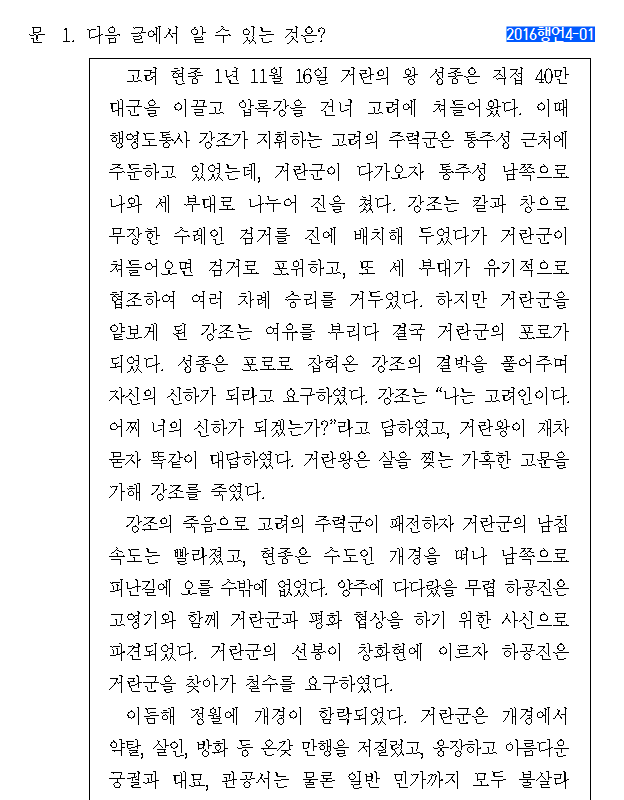 문 1. 다음 글에서 알 수 있는 것은? 2016행언4-01
고려 현종 1년 11월 16일 거란의 왕 성종은 직접 40만
대군을 이끌고 압록강을 건너 고려에 쳐들어왔다. 이때
행영도통사 강조가 지휘하는 고려의 주력군은 통주성 근처에
주둔하고 있었는데, 거란군이 다가오자 통주성 남쪽으로
나와 세 부대로 나누어 진을 쳤다. 강조는 칼과 창으로
무장한 수레인 검거를 진에 배치해 두었다가 거란군이
쳐들어오면 검거로 포위하고, 또 세 부대가 유기적으로
협조하여 여러 차례 승리를 거두었다. 하지만 거란군을
얕보게 된 강조는 여유를 부리다 결국 거란군의 포로가
되었다. 성종은 포로로 잡혀온 강조의 결박을 풀어주며
자신의 신하가 되라고 요구하였다. 강조는 “나는 고려인이다.
어찌 너의 신하가 되겠는가?”라고 답하였고, 거란왕이 재차
묻자 똑같이 대답하였다. 거란왕은 살을 찢는 가혹한 고문을
가해 강조를 죽였다.
강조의 죽음으로 고려의 주력군이 패전하자 거란군의 남침
속도는 빨라졌고, 현종은 수도인 개경을 떠나 남쪽으로
피난길에 오를 수밖에 없었다. 양주에 다다랐을 무렵 하공진은
고영기와 함께 거란군과 평화 협상을 하기 위한 사신으로
파견되었다. 거란군의 선봉이 창화현에 이르자 하공진은
거란군을 찾아가 철수를 요구하였다.
이듬해 정월에 개경이 함락되었다. 거란군은 개경에서
약탈, 살인, 방화 등 온갖 만행을 저질렀고, 웅장하고 아름다운
궁궐과 대묘, 관공서는 물론 일반 민가까지 모두 불살라